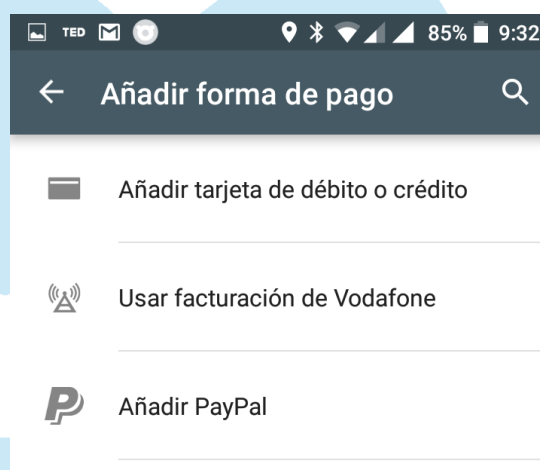 TED 85% 9:32
Añadir forma de pago
Añadir tarjeta de débito o crédito
Usar facturación de Vodafone
Añadir PayPal